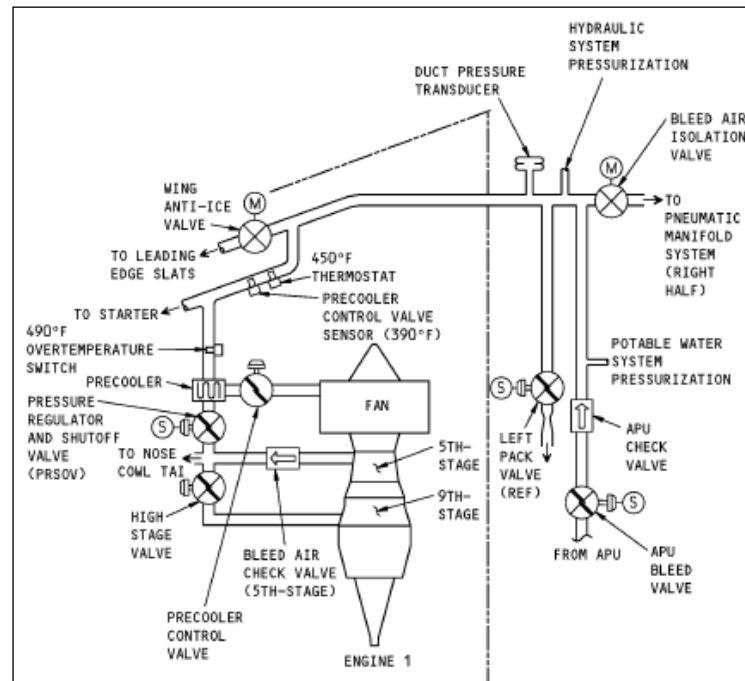 HYDRAULIC
SYSTEM
PRESSURIZATION
DUCT PRESSURE
TRANSDUCER
BLEED AIR
ISOLATION
VALVE
M
WING
ANTI-ICE
VALVE
M
TO
PNEUMATIC
MANIFOLD
SYSTEM
(RIGHT
HALF)
TO LEADING
EDGE SLATS
450°F
THERMOSTAT
TO STARTER
PRECOOLER
CONTROL VALVE
SENSOR (390°F)
490°F
OVERTEMPERATURE
SWITCH
POTABLE WATER
SYSTEM
PRESSURIZATION
PRECOOLER
FAN
S
PRESSURE
REGULATOR
AND SHUTOFF
VALVE
(PRSOV)
S
LEFT
PACK
VALVE
(REF)
APU
CHECK
VALVE
TO NOSE
COWL TAI
5TH-
STAGE
9TH-
STAGE
HIGH
STAGE
VALVE
S
BLEED AIR
CHECK VALVE
(5TH-STAGE)
FROM APU
APU
BLEED
VALVE
PRECOOLER
CONTROL
VALVE
ENGINE 1